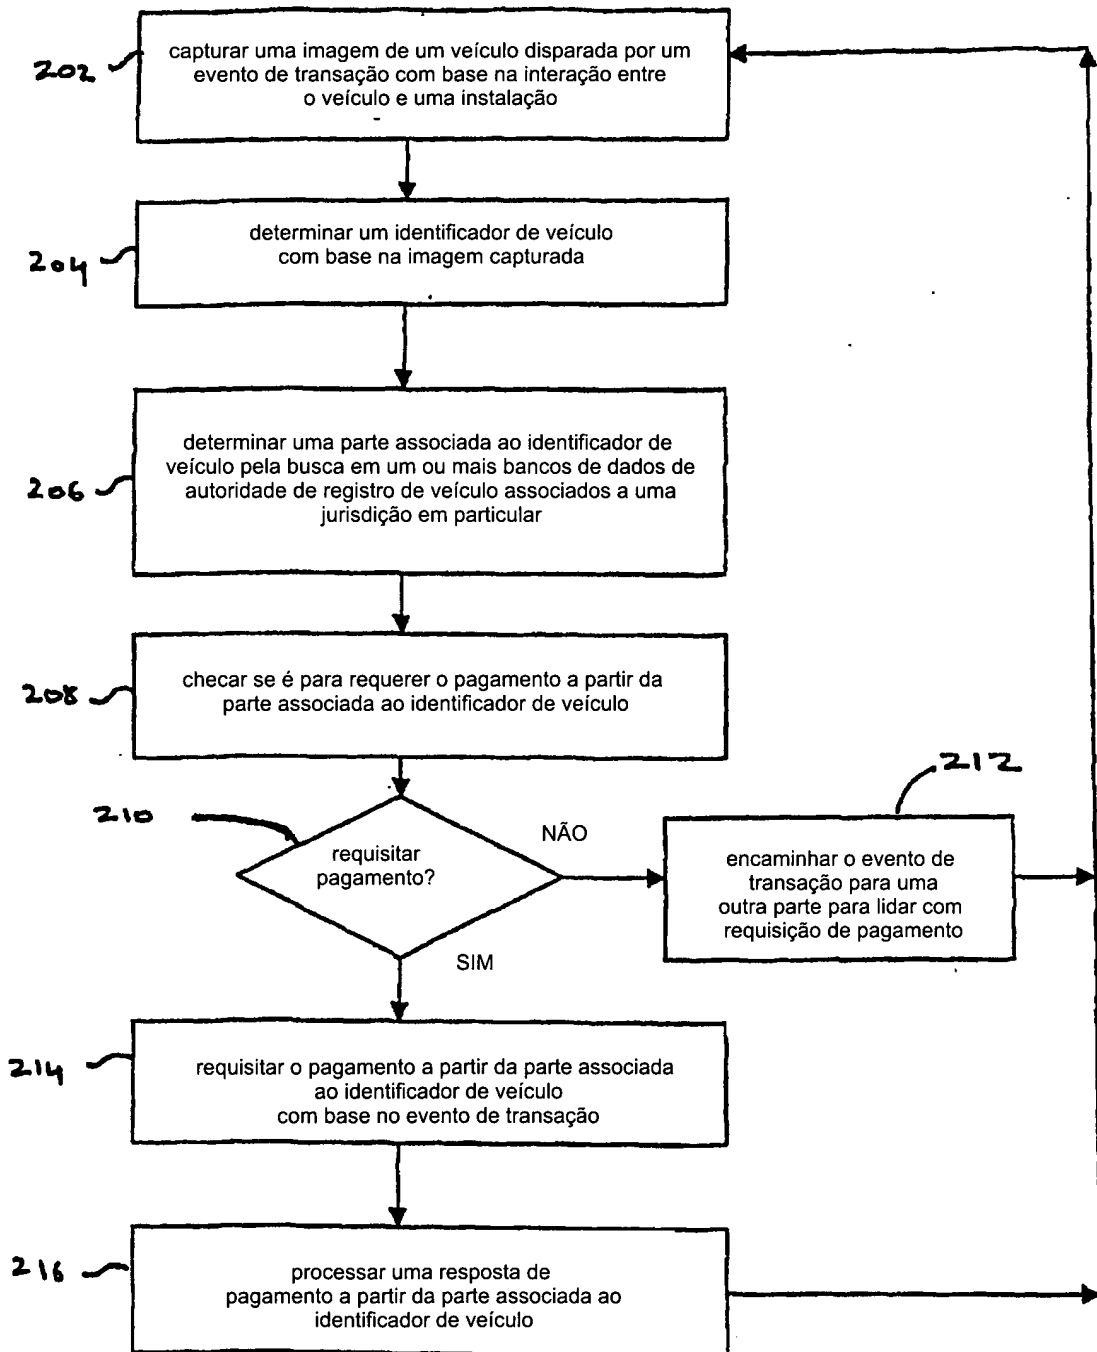 202
capturar uma imagem de um veículo disparada por um
evento de transação com base na interação entre
o veículo e uma instalação
204
determinar um identificador de veículo
com base na imagem capturada
206
determinar uma parte associada ao identificador de
veículo pela busca em um ou mais bancos de dados de
autoridade de registro de veículo associados a uma
jurisdição em particular
208
checar se é para requerer o pagamento a partir da
parte associada ao identificador de veículo
210
requisitar
pagamento?
NÃO
212
encaminhar o evento de
transação para uma
outra parte para lidar com
requisição de pagamento
SIM
214
requisitar o pagamento a partir da parte associada
ao identificador de veículo
com base no evento de transação
216
processar uma resposta de
pagamento a partir da parte associada ao
identificador de veículo